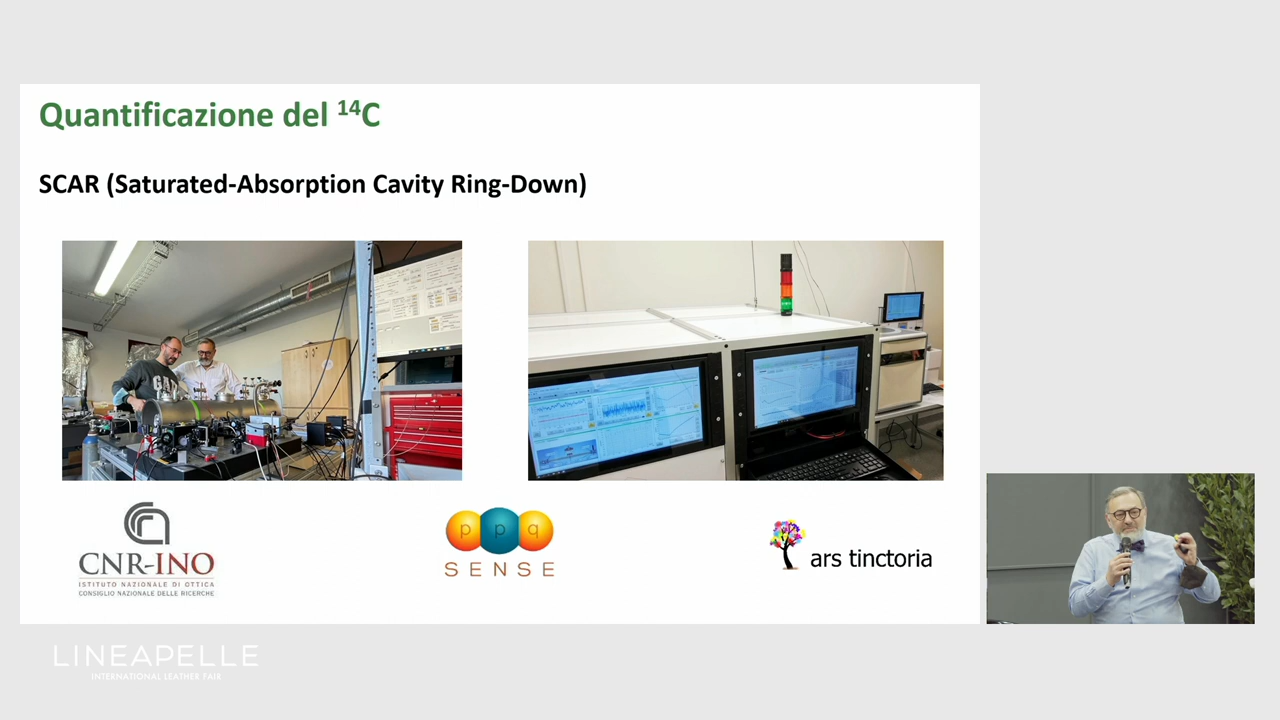 Quantificazione del ¹⁴C
SCAR (Saturated-Absorption Cavity Ring-Down)
CNR-INO
ISTITUTO NAZIONALE DI OTTICA
CONSIGLIO NAZIONALE DELLE RICERCHE
ppq
SENSE
ars tinctoria
LINEAPELLE
INTERNATIONAL LEATHER FAIR